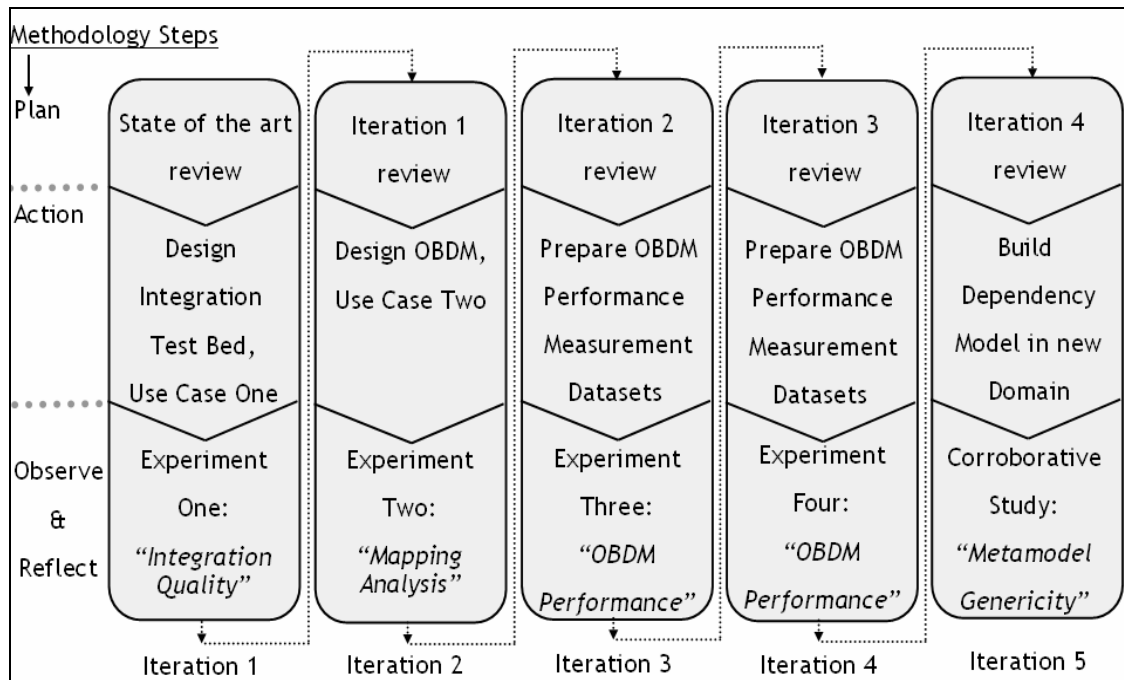 Methodology Steps
Plan
State of the art
review
Iteration 1
review
Iteration 2
review
Iteration 3
review
Iteration 4
review
Action
Design
Integration
Test Bed,
Use Case One
Design OBDM,
Use Case Two
Prepare OBDM
Performance
Measurement
Datasets
Prepare OBDM
Performance
Measurement
Datasets
Build
Dependency
Model in new
Domain
Observe
&
Reflect
Experiment
One:
“Integration
Quality”
Experiment
Two:
“Mapping
Analysis”
Experiment
Three:
“OBDM
Performance”
Experiment
Four:
“OBDM
Performance”
Corroborative
Study:
“Metamodel
Genericity”
Iteration 1
Iteration 2
Iteration 3
Iteration 4
Iteration 5